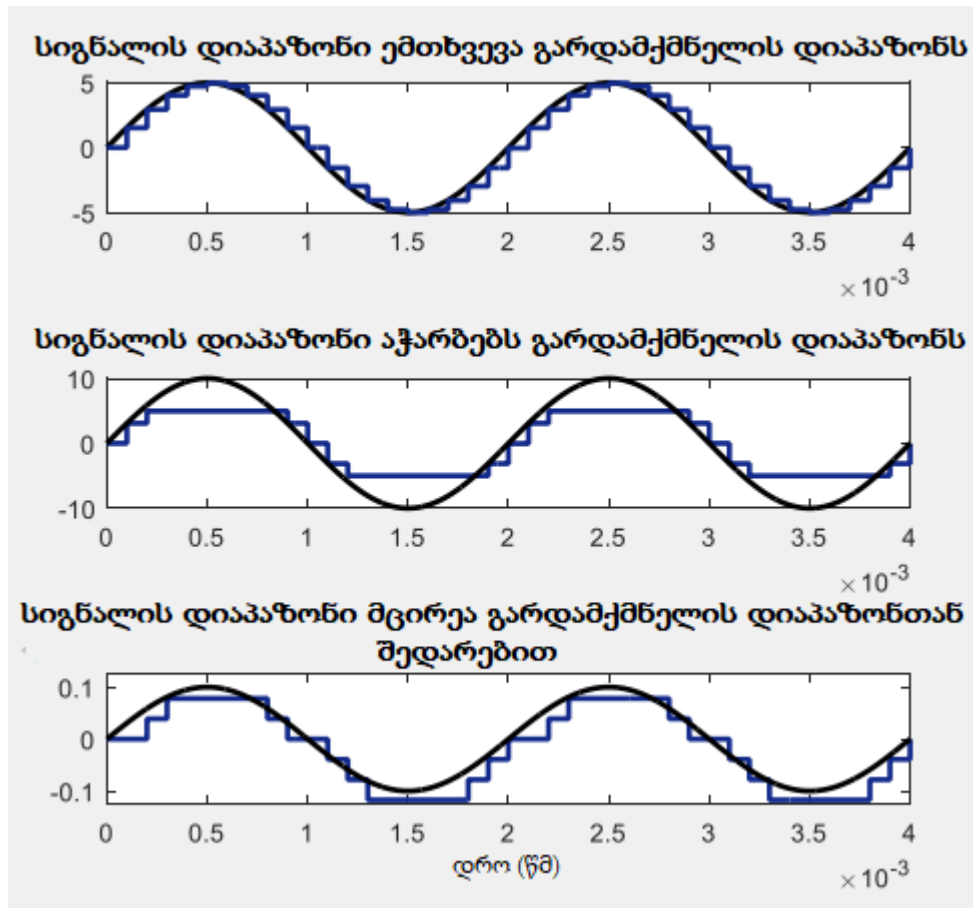 სიგნალის დიაპაზონი ემთხვევა გარდამქმნელის დიაპაზონს
5
0
-5
0 0.5 1 1.5 2 2.5 3 3.5 4
×10-3
სიგნალის დიაპაზონი აჭარბებს გარდამქმნელის დიაპაზონს
10
0
-10
0 0.5 1 1.5 2 2.5 3 3.5 4
×10-3
სიგნალის დიაპაზონი მცირეა გარდამქმნელის დიაპაზონთან
შედარებით
0.1
0
-0.1
0 0.5 1 1.5 2 2.5 3 3.5 4
დრო (წმ)
×10-3